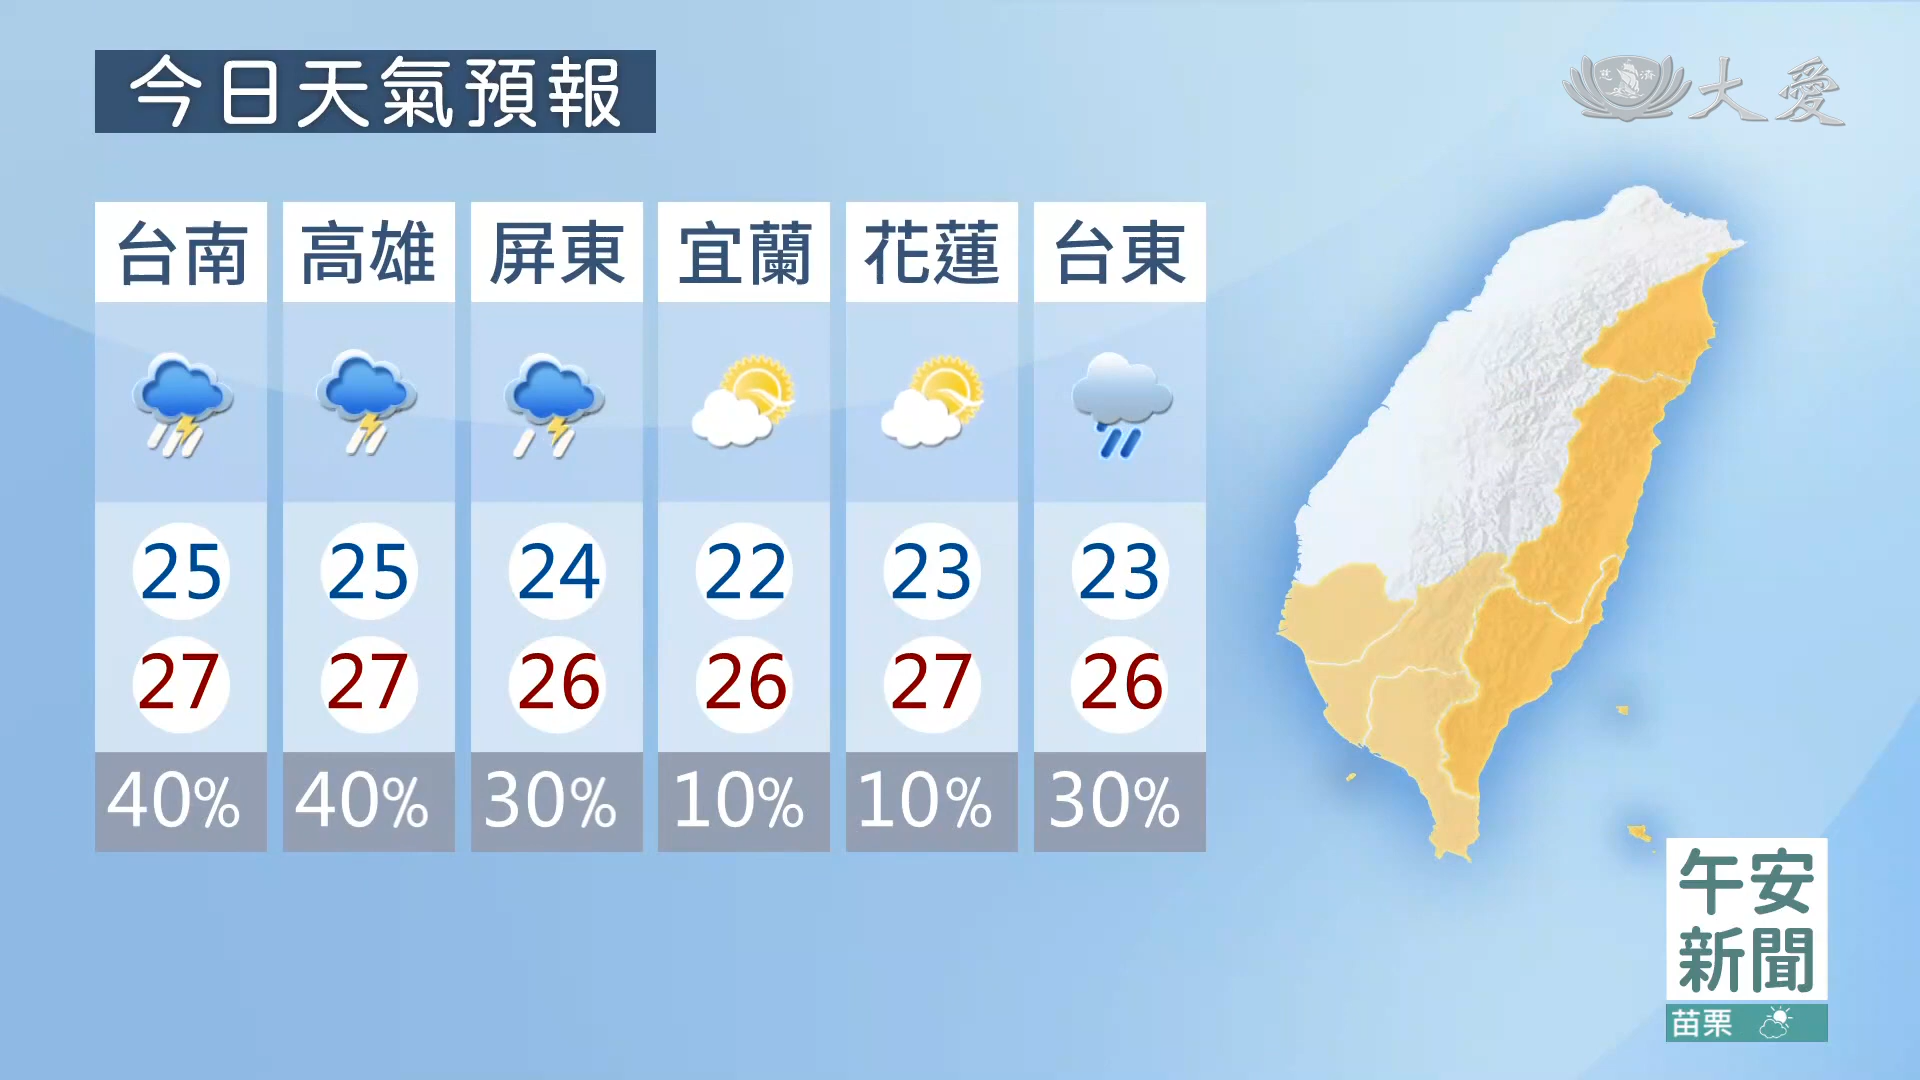 今日天氣預報
慈濟
大愛
台南 高雄 屏東 宜蘭 花蓮 台東
25 25 24 22 23 23
27 27 26 26 27 26
40% 40% 30% 10% 10% 30%
午安
新聞
苗栗